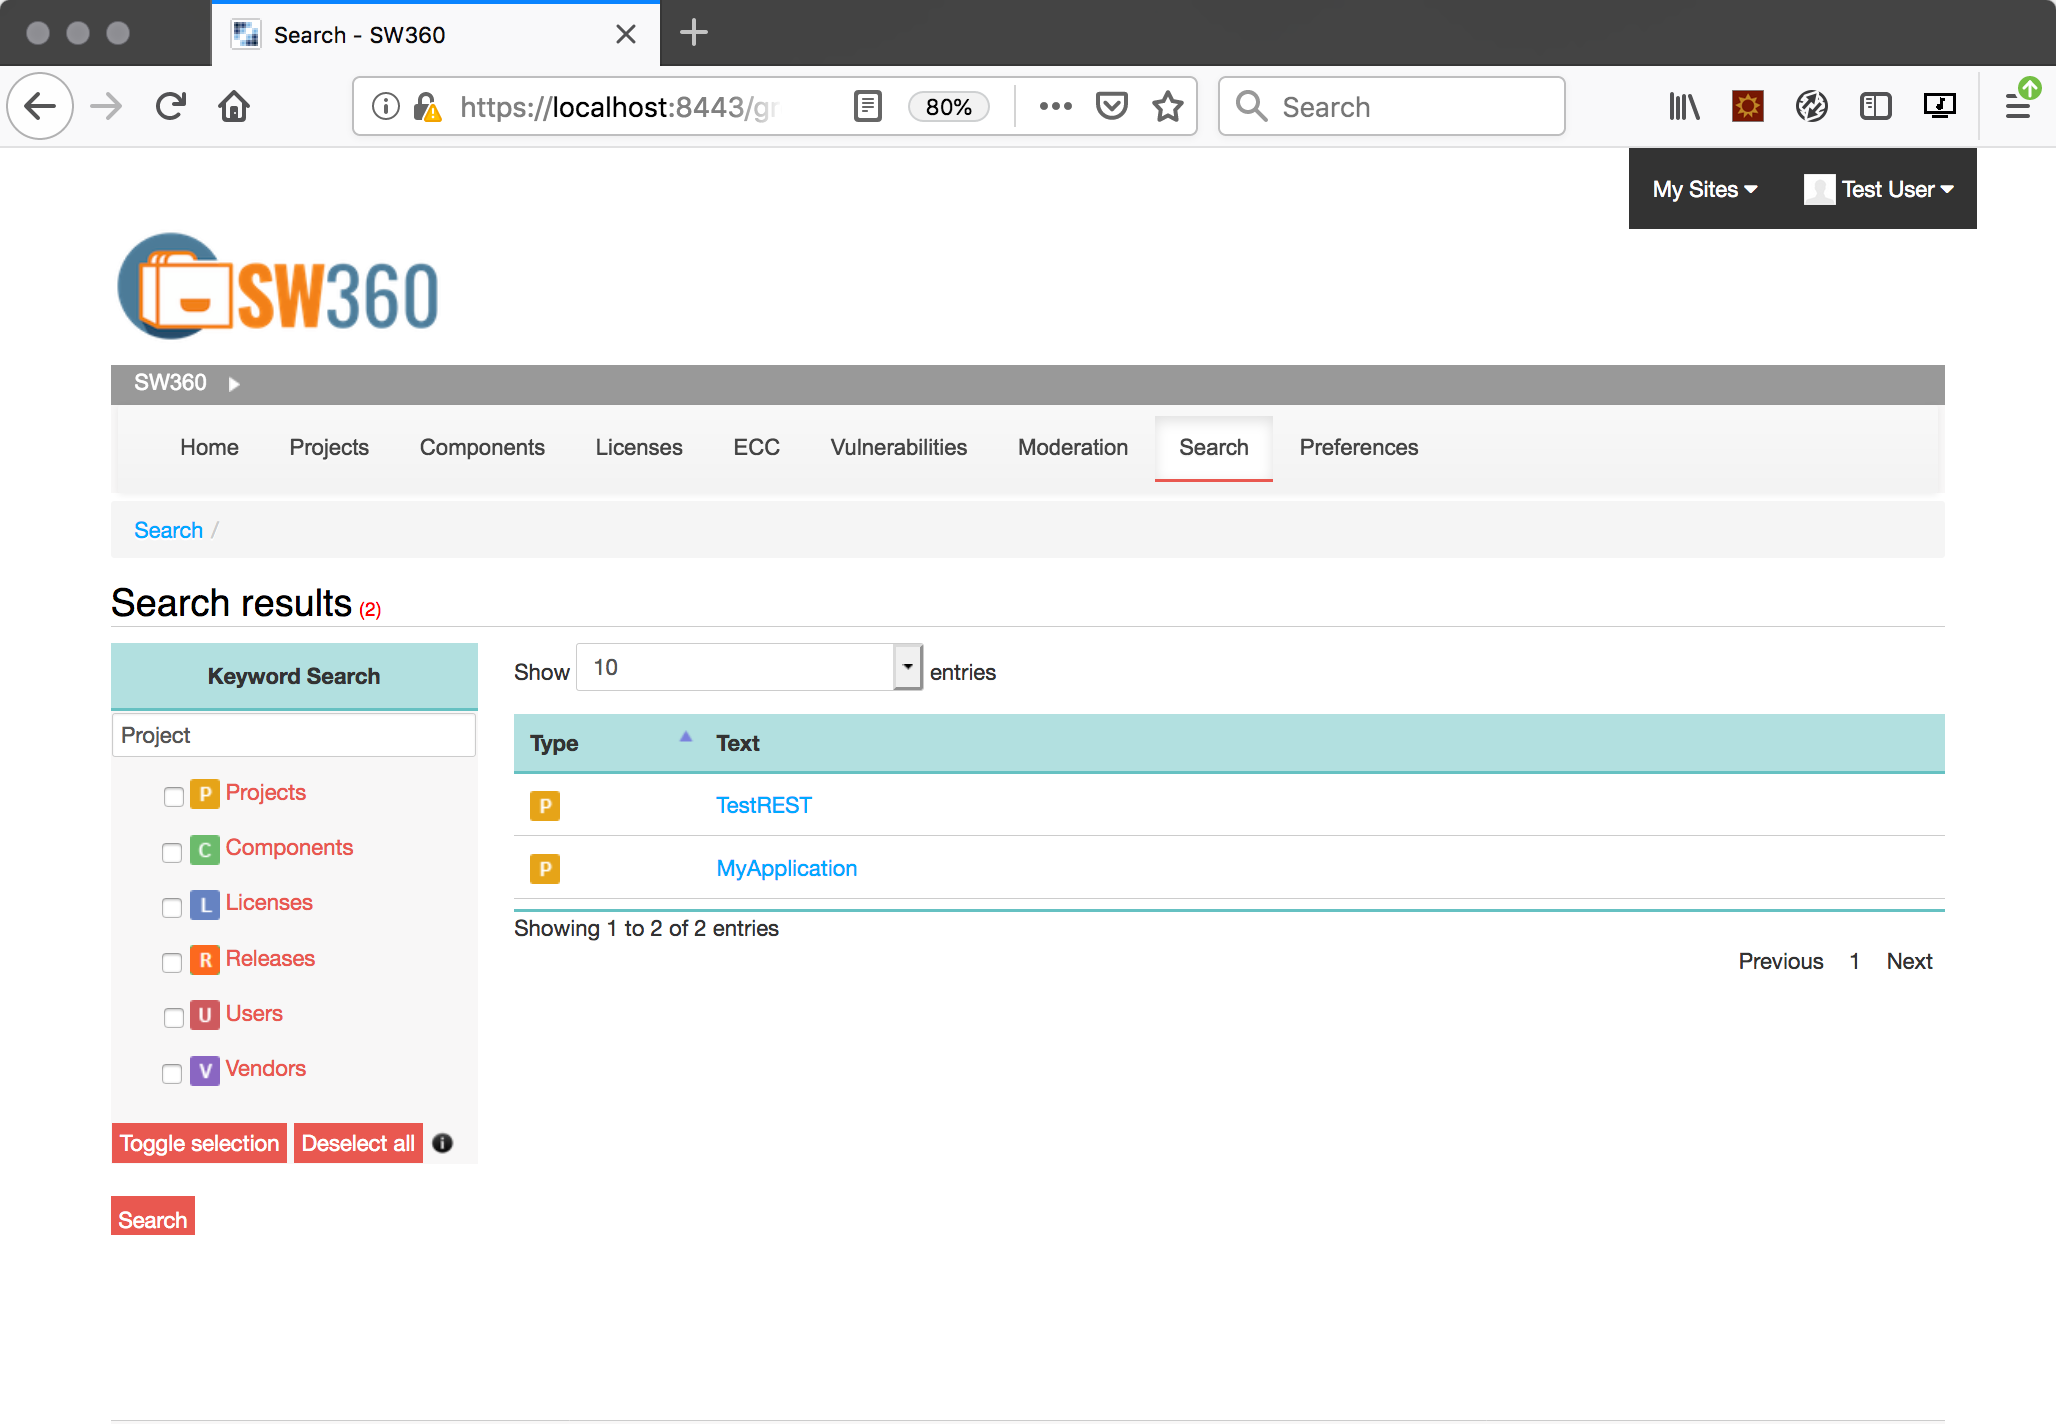 Search - SW360
https://localhost:8443/gr
80%
Search
My Sites
Test User
SW360
SW360
Home Projects Components Licenses ECC Vulnerabilities Moderation Search Preferences
Search /
Search results (2)
Keyword Search
Project
P Projects
C Components
L Licenses
R Releases
U Users
V Vendors
Toggle selection Deselect all
Search
Show 10 entries
Type Text
P TestREST
P MyApplication
Showing 1 to 2 of 2 entries
Previous 1 Next